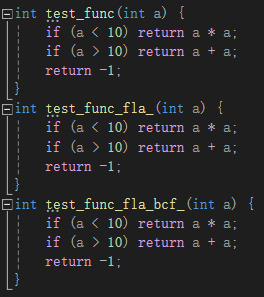 int test_func(int a) {
if (a < 10) return a * a;
if (a > 10) return a + a;
return -1;
}
int test_func_fla_(int a) {
if (a < 10) return a * a;
if (a > 10) return a + a;
return -1;
}
int test_func_fla_bcf_(int a) {
if (a < 10) return a * a;
if (a > 10) return a + a;
return -1;
}